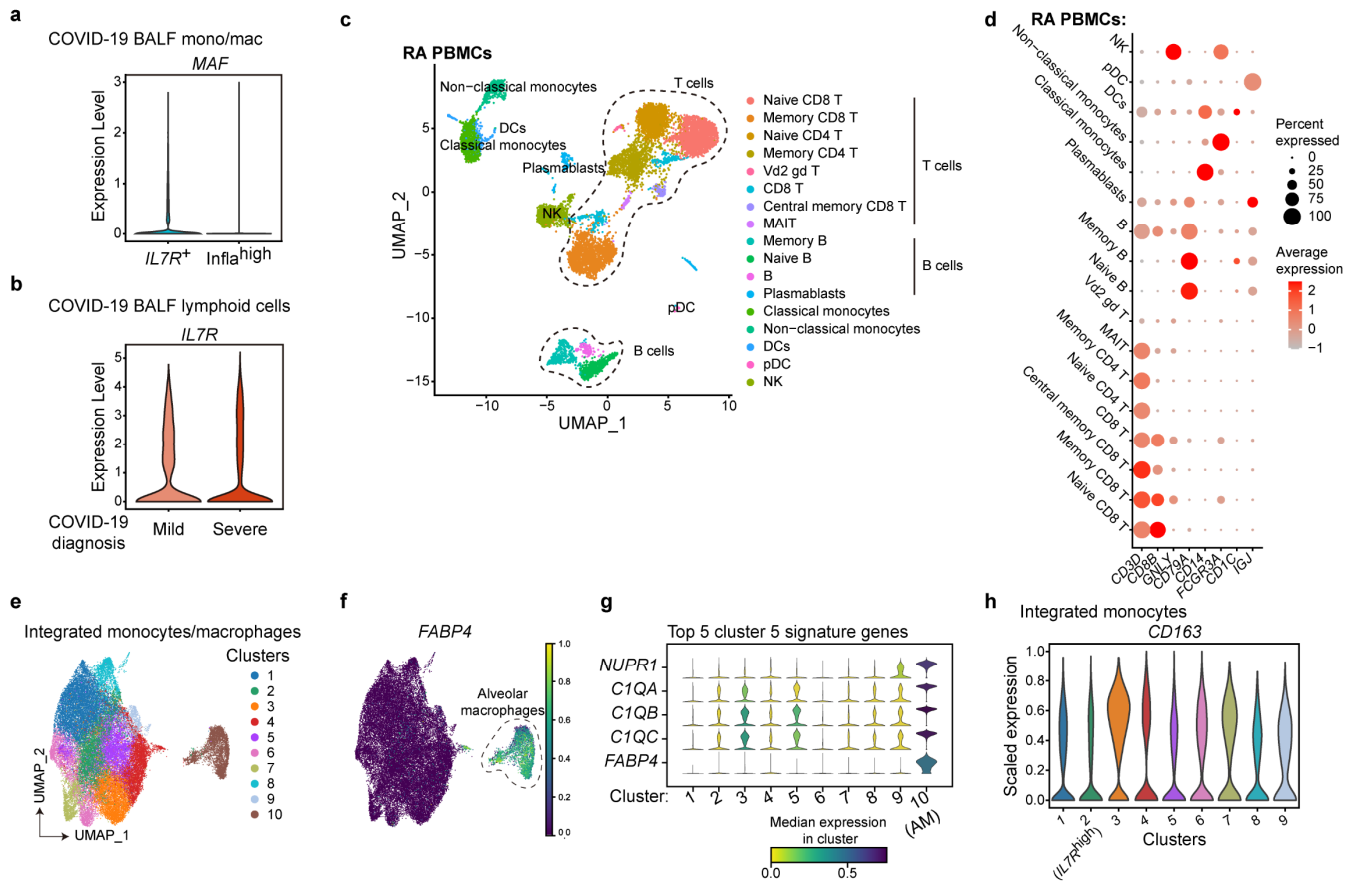 a
COVID-19 BALF mono/mac
MAF
Expression Level
3
2
1
0
IL7R+
Inflahigh
b
COVID-19 BALF lymphoid cells
IL7R
Expression Level
5
4
3
2
1
0
COVID-19 diagnosis
Mild
Severe
c
RA PBMCs
UMAP_2
5
0
−5
−10
−15
−10
−5
0
5
10
UMAP_1
Non−classical monocytes
DCs
Classical monocytes
Plasmablasts
NK
T cells
pDC
B cells
Naive CD8 T
Memory CD8 T
Naive CD4 T
Memory CD4 T
Vd2 gd T
CD8 T
Central memory CD8 T
MAIT
Memory B
Naive B
B
Plasmablasts
Classical monocytes
Non−classical monocytes
DCs
pDC
NK
T cells
B cells
d
RA PBMCs:
NK
pDC
DCs
Non−classical monocytes
Classical monocytes
Plasmablasts
B
Memory B
Naive B
Vd2 gd T
MAIT
Memory CD4 T
Naive CD4 T
CD8 T
Central memory CD8 T
Memory CD8 T
Naive CD8 T
CD3D
CD8B
GNLY
CD79A
CD14
FCGR3A
CD1C
IGJ
Percent expressed
0
25
50
75
100
Average expression
2
1
0
−1
e
Integrated monocytes/macrophages
Clusters
1
2
3
4
5
6
7
8
9
10
UMAP_2
UMAP_1
f
FABP4
Alveolar macrophages
1.0
0.8
0.6
0.4
0.2
0.0
g
Top 5 cluster 5 signature genes
NUPR1
C1QA
C1QB
C1QC
FABP4
Cluster: 1 2 3 4 5 6 7 8 9 10
(AM)
Median expression in cluster
0.0
0.5
h
Integrated monocytes
CD163
Scaled expression
1.0
0.8
0.6
0.4
0.2
0.0
1 2 3 4 5 6 7 8 9
(IL7Rhigh)
Clusters